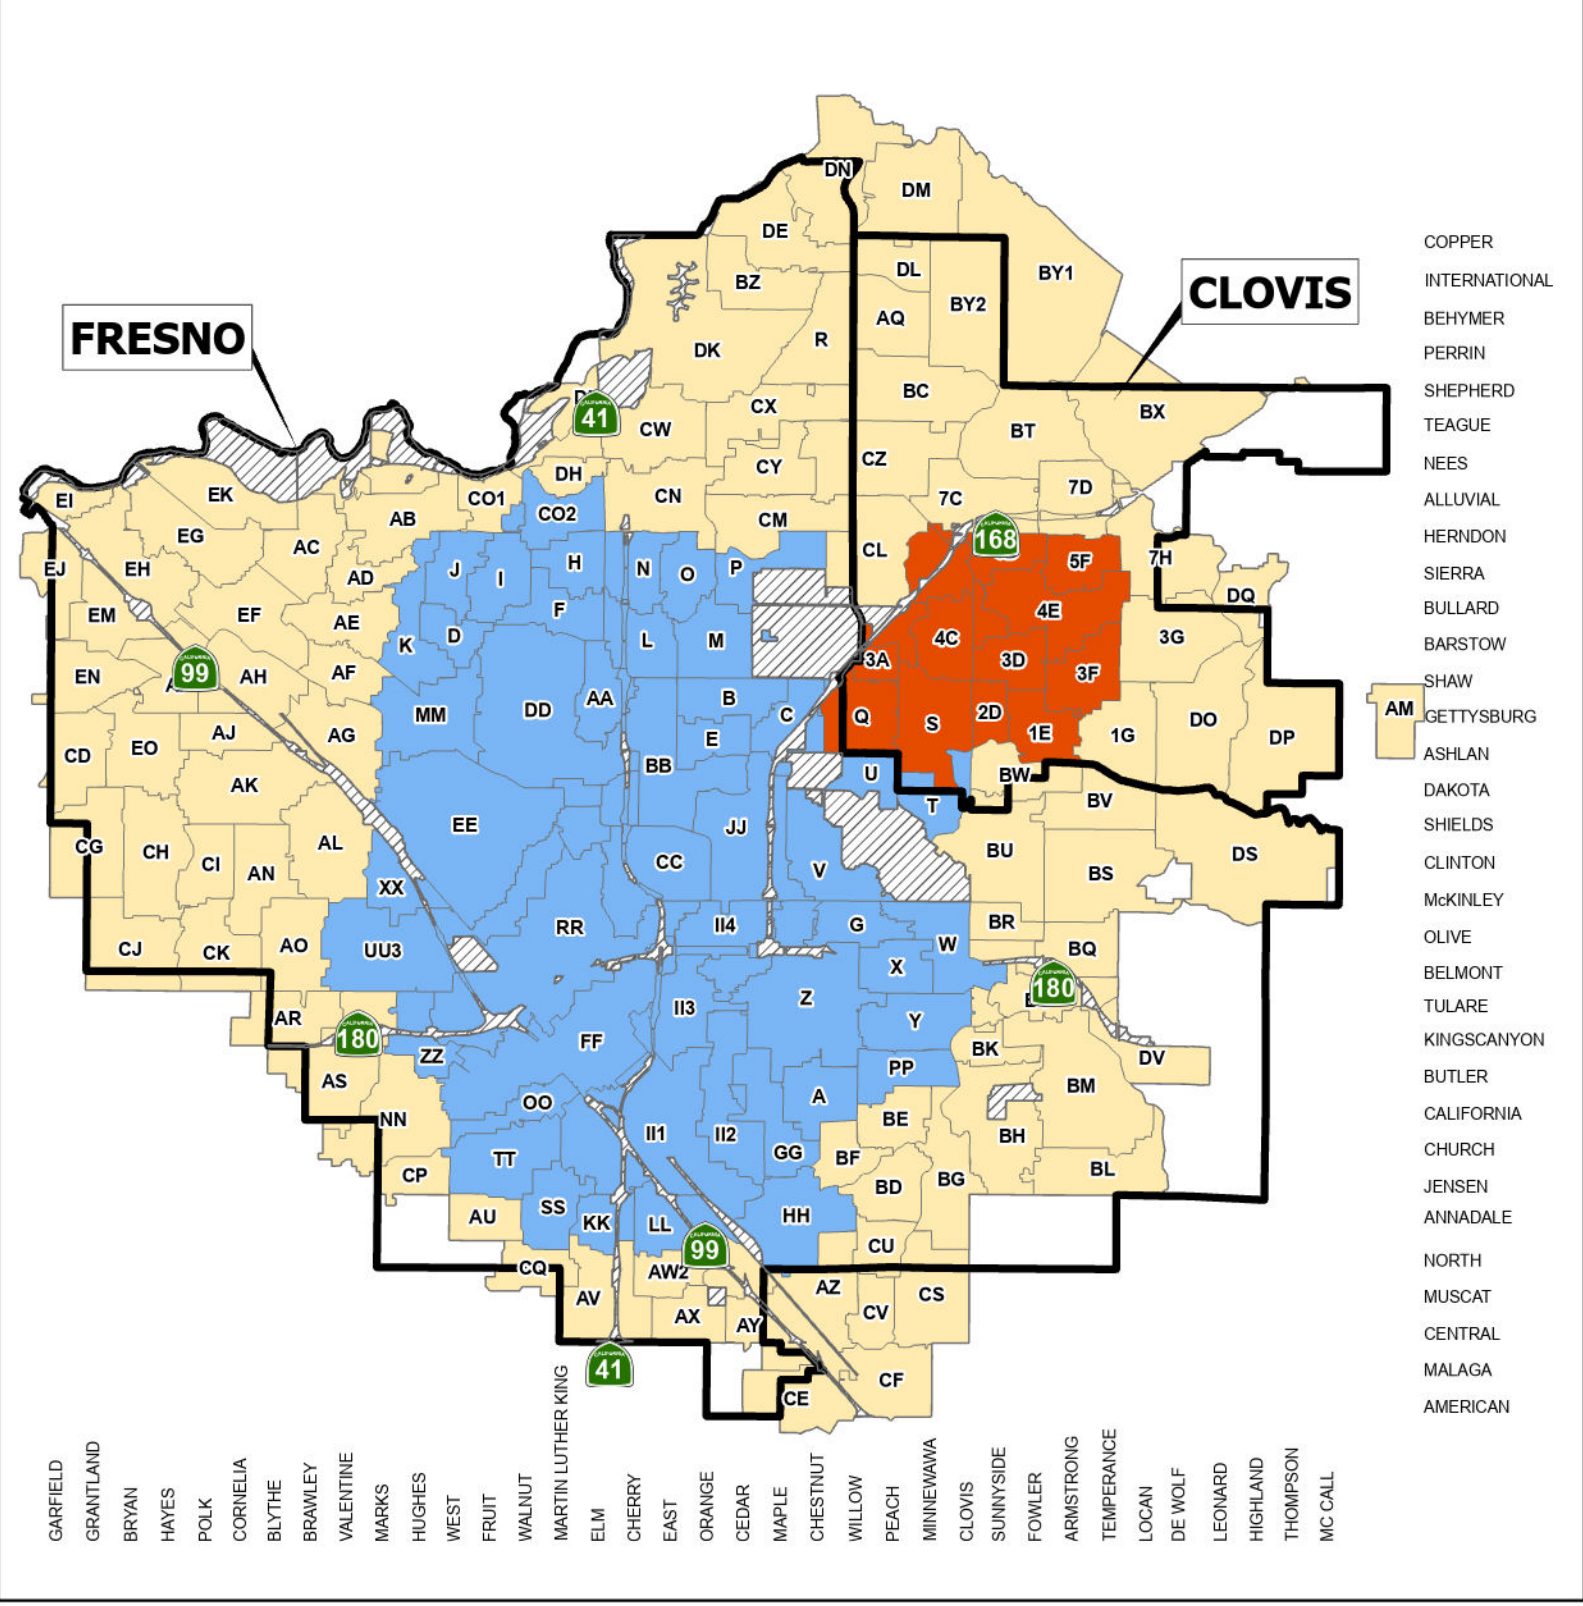 DN
DM
DE
COPPER
DL
BY1
INTERNATIONAL
BZ
CLOVIS
BY2
AQ
BEHYMER
FRESNO
R
DK
PERRIN
BC
SHEPHERD
CX
BX
CALIFORNIA
41
TEAGUE
CW
BT
CZ
NEES
CY
DH
7D
EI
EK
CO1
CN
7C
ALLUVIAL
CO2
AB
CM
CALIFORNIA
168
HERNDON
EG
AC
CL
7H
5F
H
EJ
EH
J
I
N
O
P
SIERRA
AD
DQ
F
4E
BULLARD
EM
EF
AE
D
K
L
M
4C
3G
BARSTOW
3A
3D
3F
AF
SHAW
EN
CALIFORNIA
99
AH
B
AM
MM
DD
AA
C
Q
S
2D
DO
GETTYSBURG
AJ
AG
E
1E
1G
DP
EO
CD
ASHLAN
BB
U
BW
AK
DAKOTA
BV
T
EE
JJ
SHIELDS
AL
CG
CH
BU
DS
CI
AN
CC
V
BS
CLINTON
XX
McKINLEY
RR
II4
G
BR
OLIVE
CJ
CK
AO
UU3
W
BQ
X
BELMONT
CALIFORNIA
180
Z
II3
TULARE
AR
Y
CALIFORNIA
180
FF
KINGSCANYON
ZZ
BK
DV
PP
AS
BM
BUTLER
OO
A
NN
BE
CALIFORNIA
II1
II2
BH
GG
CHURCH
TT
BF
CP
BD
BG
BL
JENSEN
SS
AU
KK
LL
HH
ANNADALE
CALIFORNIA
99
CU
CQ
AW2
NORTH
AZ
AV
CS
MUSCAT
AX
AY
CV
CENTRAL
CALIFORNIA
41
CF
MALAGA
CE
AMERICAN
GARFIELD
GRANTLAND
BRYAN
HAYES
POLK
CORNELIA
BLYTHE
BRAWLEY
VALENTINE
MARKS
HUGHES
WEST
FRUIT
WALNUT
MARTIN LUTHER KING
ELM
CHERRY
EAST
ORANGE
CEDAR
MAPLE
CHESTNUT
WILLOW
PEACH
MINNEWAWA
CLOVIS
SUNNYSIDE
FOWLER
ARMSTRONG
TEMPERANCE
LOCAN
DE WOLF
LEONARD
HIGHLAND
THOMPSON
MC CALL